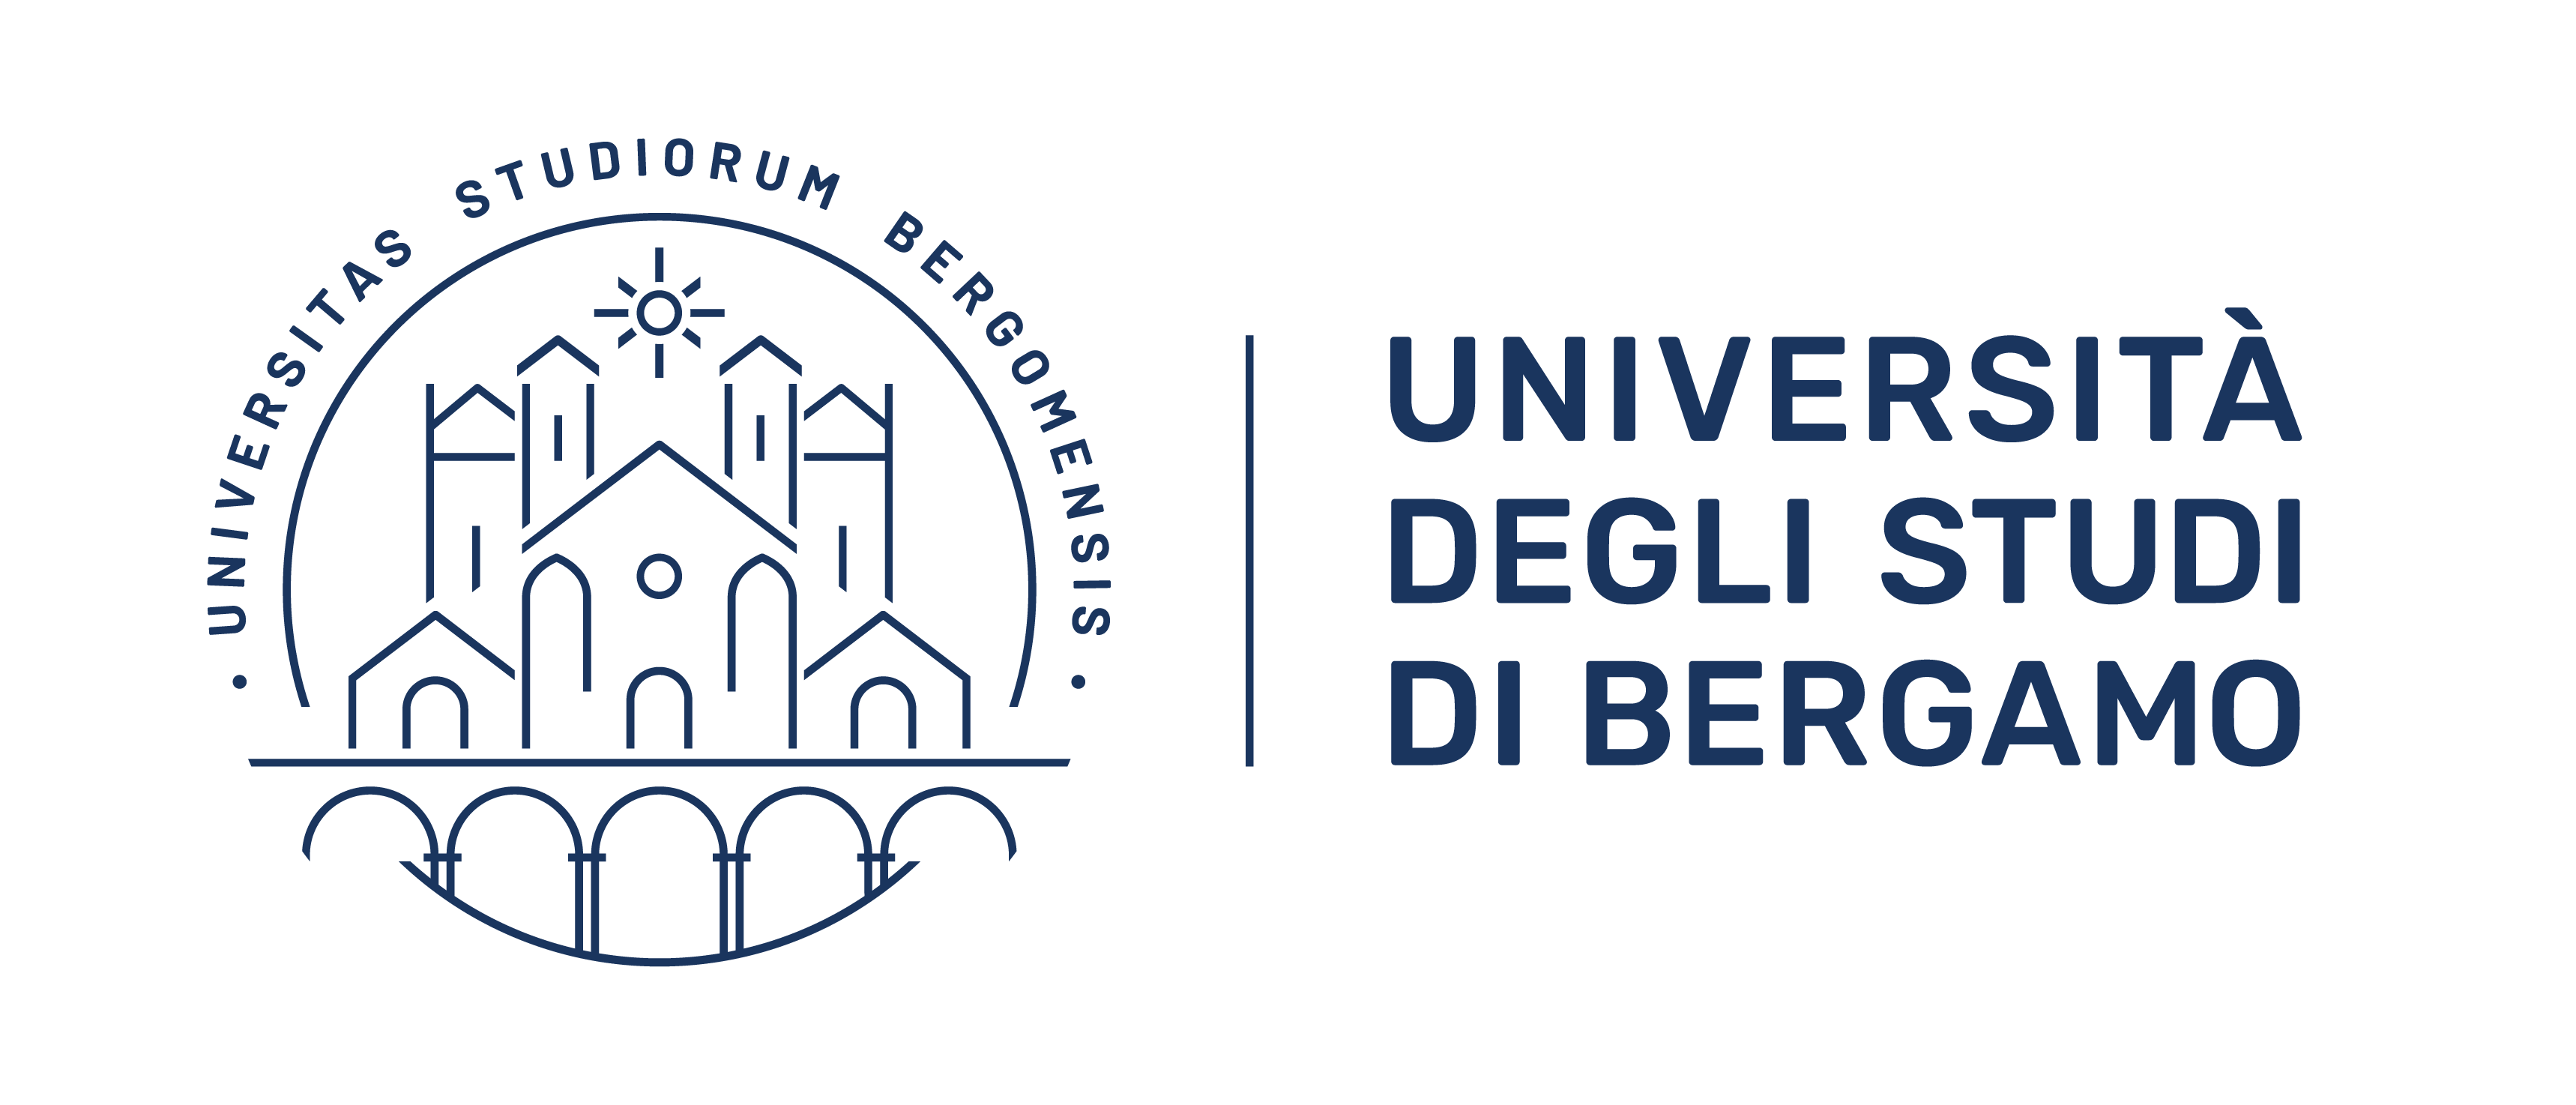 • UNIVERSITAS STUDIORUM BERGOMENSIS •
UNIVERSITÀ
DEGLI STUDI
DI BERGAMO